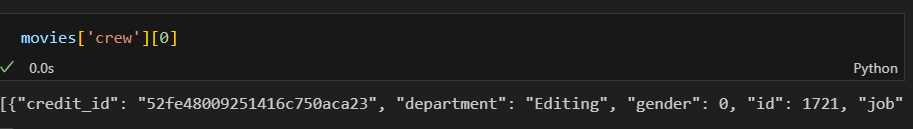 movies['crew'][0]
0.0s
Python
[{"credit_id": "52fe48009251416c750aca23", "department": "Editing", "gender": 0, "id": 1721, "job"